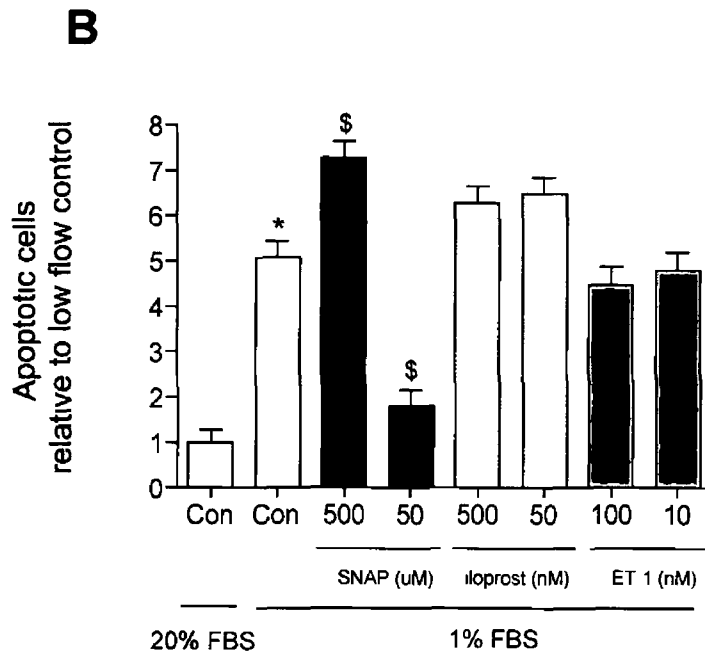 B
Apoptotic cells
relative to low flow control
8
7
6
5
4
3
2
1
0
*
$
$
Con Con 500 50 500 50 100 10
SNAP (uM) iloprost (nM) ET 1 (nM)
20% FBS 1% FBS